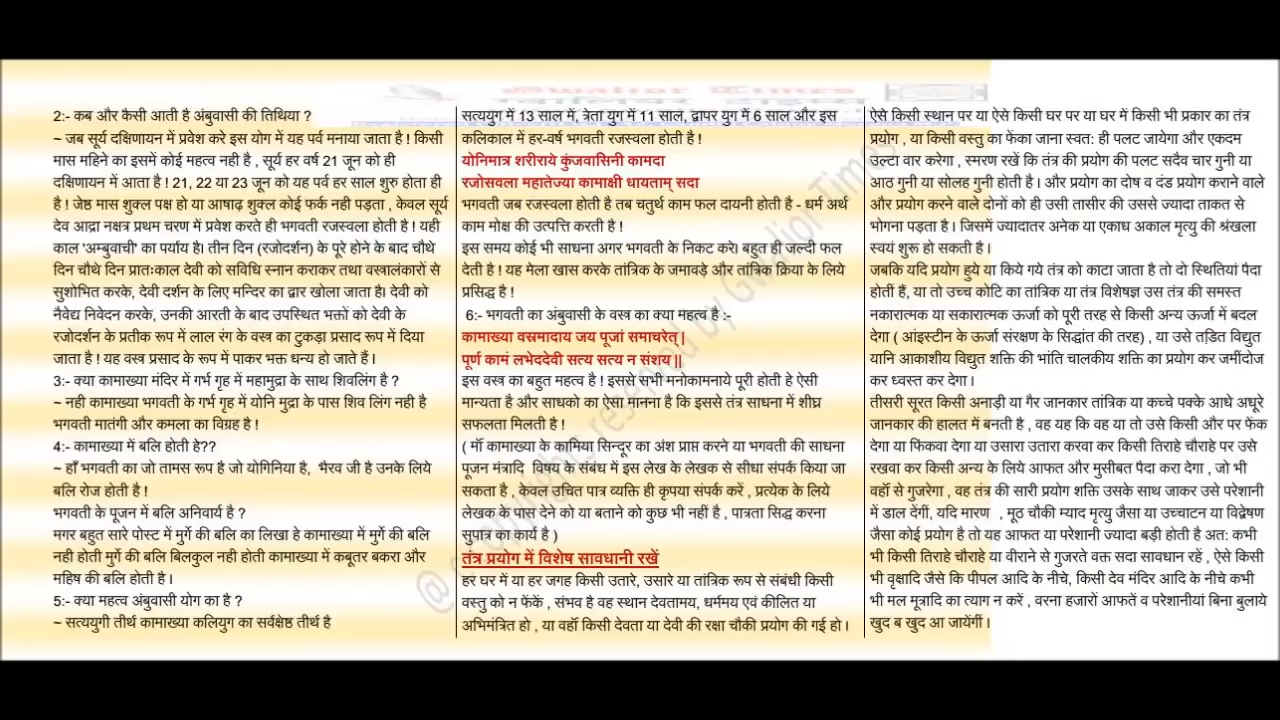 Gwalior Times
ग्वालियर टाइम्स
2:- कब और कैसी आती है अंबुवासी की तिथिया ?
~ जब सूर्य दक्षिणायन में प्रवेश करे इस योग में यह पर्व मनाया जाता है ! किसी
मास महिने का इसमें कोई महत्व नही है , सूर्य हर वर्ष 21 जून को ही
दक्षिणायन में आता है ! 21, 22 या 23 जून को यह पर्व हर साल शुरु होता ही
है ! जेष्ठ मास शुक्ल पक्ष हो या आषाढ़ शुक्ल कोई फर्क नही पड़ता , केवल सूर्य
देव आद्रा नक्षत्र प्रथम चरण में प्रवेश करते ही भगवती रजस्वला होती है ! यही
काल 'अम्बुवाची' का पर्याय है। तीन दिन (रजोदर्शन) के पूरे होने के बाद चौथे
दिन चौथे दिन प्रातःकाल देवी को सविधि स्नान कराकर तथा वस्त्रालंकारों से
सुशोभित करके, देवी दर्शन के लिए मन्दिर का द्वार खोला जाता है। देवी को
नैवेद्य निवेदन करके, उनकी आरती के बाद उपस्थित भक्तों को देवी के
रजोदर्शन के प्रतीक रूप में लाल रंग के वस्त्र का टुकड़ा प्रसाद रूप में दिया
जाता है ! यह वस्त्र प्रसाद के रूप में पाकर भक्त धन्य हो जाते हैं ।
3:- क्या कामाख्या मंदिर में गर्भ गृह में महामुद्रा के साथ शिवलिंग है ?
~ नही कामाख्या भगवती के गर्भ गृह में योनि मुद्रा के पास शिव लिंग नही है
भगवती मातंगी और कमला का विग्रह है !
4:- कामाख्या में बलि होती हे??
~ हाँ भगवती का जो तामस रूप है जो योगिनिया है, भैरव जी है उनके लिये
बलि रोज होती है !
भगवती के पूजन में बलि अनिवार्य है ?
मगर बहुत सारे पोस्ट में मुर्गे की बलि का लिखा हे कामाख्या में मुर्गे की बलि
नही होती मुर्गे की बलि बिलकुल नही होती कामाख्या में कबूतर बकरा और
महिष की बलि होती है ।
5:- क्या महत्व अंबुवासी योग का है ?
~ सत्ययुगी तीर्थ कामाख्या कलियुग का सर्वक्षेष्ठ तीर्थ है
सत्ययुग में 13 साल में, त्रेता युग में 11 साल, द्वापर युग में 6 साल और इस
कलिकाल में हर-वर्ष भगवती रजस्वला होती है !
योनिमात्र शरीराये कुंजवासिनी कामदा
रजोसवला महातेज्या कामाक्षी धायताम् सदा
भगवती जब रजस्वला होती है तब चतुर्थ काम फल दायनी होती है - धर्म अर्थ
काम मोक्ष की उत्पत्ति करती है !
इस समय कोई भी साधना अगर भगवती के निकट करे। बहुत ही जल्दी फल
देती है ! यह मेला खास करके तांत्रिक के जमावड़े और तांत्रिक क्रिया के लिये
प्रसिद्ध है !
6:- भगवती का अंबुवासी के वस्त्र का क्या महत्व है :-
कामाख्या वस्त्रमादाय जय पूजां समाचरेत् |
पूर्ण कामं लभेददेवी सत्य सत्य न संशय ||
इस वस्त्र का बहुत महत्व है ! इससे सभी मनोकामनाये पूरी होती हे ऐसी
मान्यता है और साधको का ऐसा मानना है कि इससे तंत्र साधना में शीघ्र
सफलता मिलती है !
( माँ कामाख्या के कामिया सिन्दूर का अंश प्राप्त करने या भगवती की साधना
पूजन मंत्रादि विषय के संबंध में इस लेख के लेखक से सीधा संपर्क किया जा
सकता है , केवल उचित पात्र व्यक्ति ही कृपया संपर्क करें , प्रत्येक के लिये
लेखक के पास देने को या बताने को कुछ भी नहीं है , पात्रता सिद्ध करना
सुपात्र का कार्य है )
तंत्र प्रयोग में विशेष सावधानी रखें
हर घर में या हर जगह किसी उतारे, उसारे या तांत्रिक रूप से संबंधी किसी
वस्तु को न फेंकें , संभव है वह स्थान देवतामय, धर्ममय एवं कीलित या
अभिमंत्रित हो , या वहाँ किसी देवता या देवी की रक्षा चौकी प्रयोग की गई हो ।
ऐसे किसी स्थान पर या ऐसे किसी घर पर या घर में किसी भी प्रकार का तंत्र
प्रयोग , या किसी वस्तु का फेंका जाना स्वत: ही पलट जायेगा और एकदम
उल्टा वार करेगा , स्मरण रखें कि तंत्र की प्रयोग की पलट सदैव चार गुनी या
आठ गुनी या सोलह गुनी होती है । और प्रयोग का दोष व दंड प्रयोग कराने वाले
और प्रयोग करने वाले दोनों को ही उसी तासीर की उससे ज्यादा ताकत से
भोगना पड़ता है । जिसमें ज्यादातर अनेक या एकाध अकाल मृत्यु की श्रंखला
स्वयं शुरू हो सकती है ।
जबकि यदि प्रयोग हुये या किये गये तंत्र को काटा जाता है तो दो स्थितियां पैदा
होतीं हैं, या तो उच्च कोटि का तांत्रिक या तंत्र विशेषज्ञ उस तंत्र की समस्त
नकारात्मक या सकारात्मक ऊर्जा को पूरी तरह से किसी अन्य ऊर्जा में बदल
देगा ( आंइस्टीन के ऊर्जा संरक्षण के सिद्धांत की तरह) , या उसे तडि़त विद्युत
यानि आकाशीय विद्युत शक्ति की भांति चालकीय शक्ति का प्रयोग कर जमींदोज
कर ध्वस्त कर देगा ।
तीसरी सूरत किसी अनाड़ी या गैर जानकार तांत्रिक या कच्चे पक्के आधे अधूरे
जानकार की हालत में बनती है , वह यह कि वह या तो उसे किसी और पर फेंक
देगा या फिंकवा देगा या उसारा उतारा करवा कर किसी तिराहे चौराहे पर उसे
रखवा कर किसी अन्य के लिये आफत और मुसीबत पैदा करा देगा , जो भी
वहाँ से गुजरेगा , वह तंत्र की सारी प्रयोग शक्ति उसके साथ जाकर उसे परेशानी
में डाल देगीं, यदि मारण , मूठ चौकी म्याद मृत्यु जैसा या उच्चाटन या विद्वेषण
जैसा कोई प्रयोग है तो यह आफत या परेशानी ज्यादा बड़ी होती है अत: कभी
भी किसी तिराहे चौराहे या वीराने से गुजरते वक्त सदा सावधान रहें , ऐसे किसी
भी वृक्षादि जैसे कि पीपल आदि के नीचे, किसी देव मंदिर आदि के नीचे कभी
भी मल मूत्रादि का त्याग न करें , वरना हजारों आफतें व परेशानीयां बिना बुलाये
खुद ब खुद आ जायेंगीं ।
@ copyrights reserved by Gwalior Times